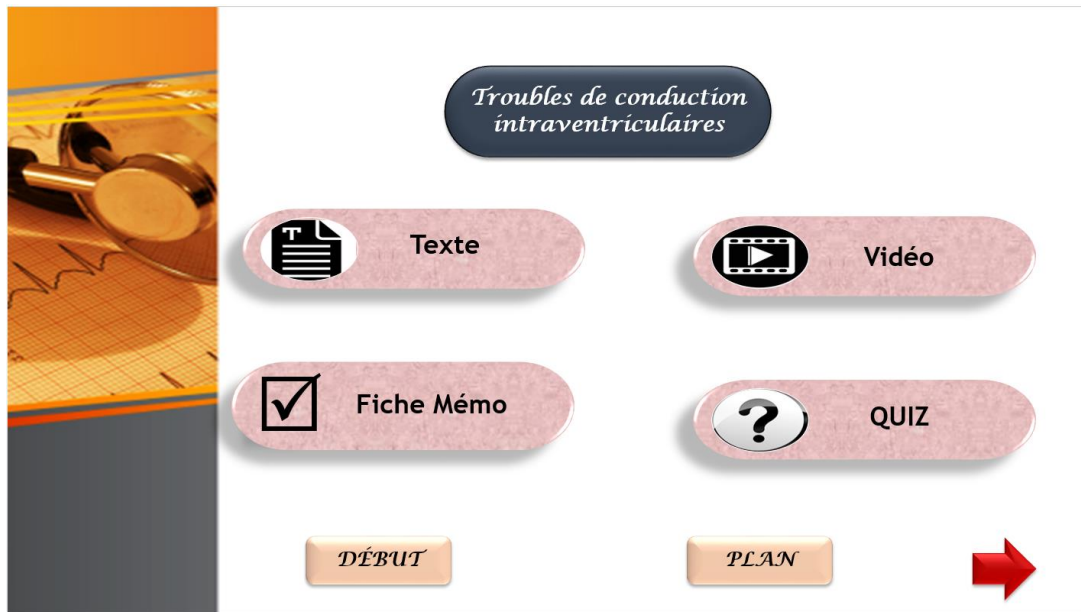 Troubles de conduction
intraventriculaires
Texte
Vidéo
Fiche Mémo
QUIZ
DÉBUT
PLAN